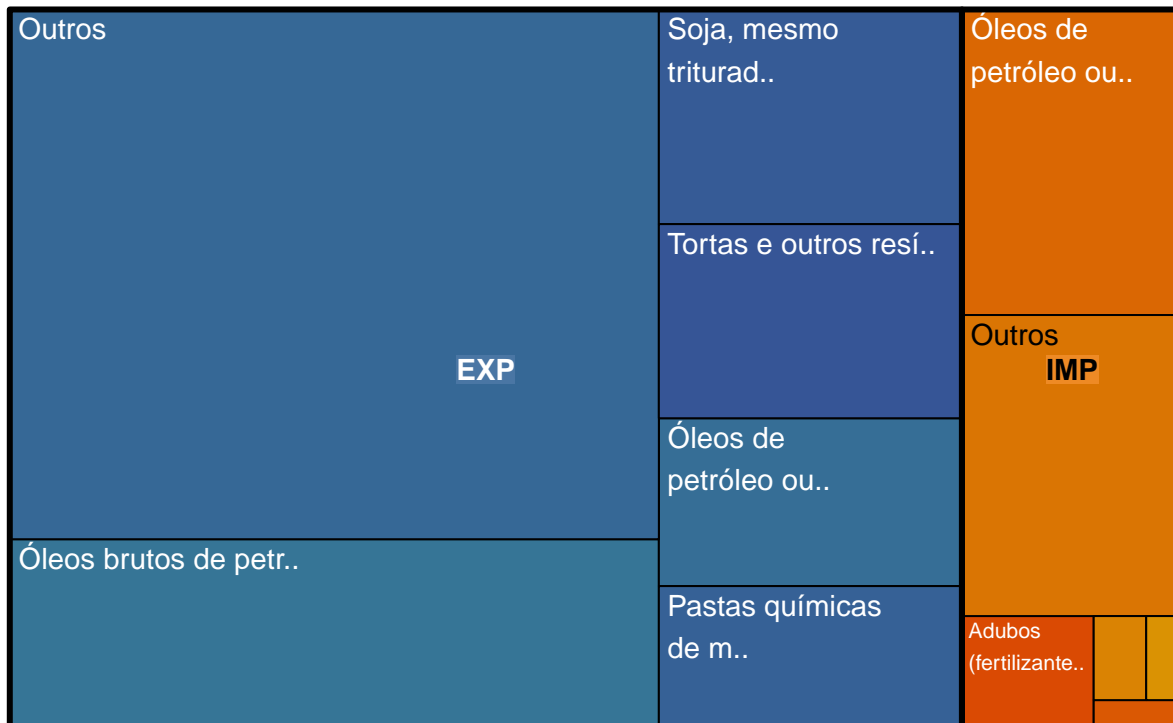 Outros
EXP
Óleos brutos de petr..
Soja, mesmo
triturad..
Tortas e outros resí..
Óleos de
petróleo ou..
Pastas químicas
de m..
Óleos de
petróleo ou..
Outros
IMP
Adubos
(fertilizante..